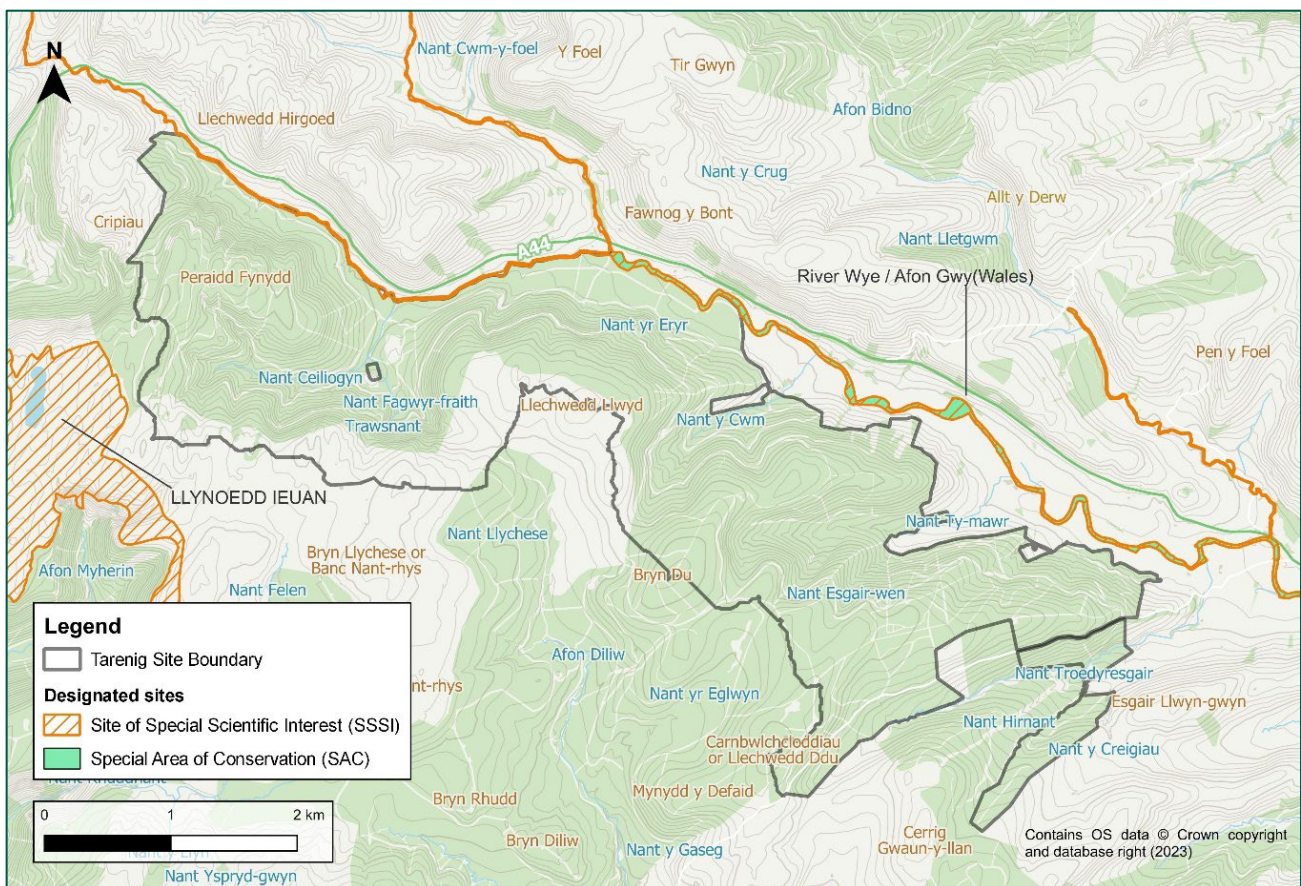 N
Nant Cwm-y-foel
Y Foel
Tir Gwyn
Afon Bidno
Llechwedd Hirgoed
Nant y Crug
Allt y Derw
Cripiau
Fawnog y Bont
Nant Lletgwm
A44
River Wye / Afon Gwy(Wales)
Peraidd Fynydd
Nant yr Eryr
Pen y Foel
Nant Ceiliogyn
Nant Fagwyr-fraith
Llechwedd Llwyd
Trawsnant
Nant y Cwm
LLYNOEDD IEUAN
Nant Ty-mawr
Nant Llychese
Bryn Llychese or
Banc Nant-rhys
Afon Myherin
Bryn Du
Nant Felen
Nant Esgair-wen
Legend
Tarenig Site Boundary
Designated sites
Site of Special Scientific Interest (SSSI)
Special Area of Conservation (SAC)
Afon Diliw
nt-rhys
Nant yr Eglwyn
Nant Troedyresgair
Esgair Llwyn-gwyn
Nant Hirnant
Nant y Creigiau
Carnbwlchcloddiau
or Llechwedd Ddu
Mynydd y Defaid
Bryn Rhudd
0 1 2 km
Bryn Diliw
Cerrig
Gwaun-y-llan
Nant y Gaseg
Nant Yspryd-gwyn
Contains OS data © Crown copyright
and database right (2023)